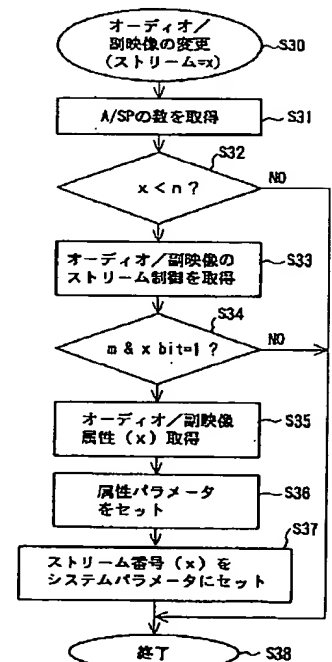 オーディオ/
副映像の変更
(ストリーム=x)
S30
A/SPの数を取得
S31
S32
x < n ?
NO
オーディオ/副映像の
ストリーム制御を取得
S33
S34
m & x bit=1 ?
NO
オーディオ/副映像
属性 (x) 取得
S35
属性パラメータ
をセット
S36
S37
ストリーム番号 (x) を
システムパラメータにセット
終了
S38